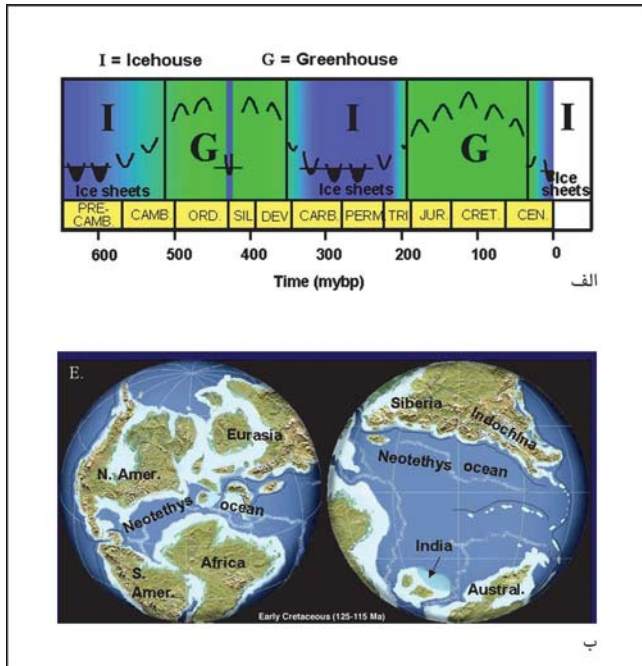 I = Icehouse G = Greenhouse
I G I G I
Ice sheets Ice sheets Ice sheets
PRE-CAMB. CAMB. ORD. SIL DEV CARB. PERM TRI JUR. CRET. CEN.
600 500 400 300 200 100 0
Time (mybp)
الف
E.
Siberia
Indochina
Eurasia
N. Amer.
Neotethys ocean
Neotethys ocean
India
Africa
S. Amer.
Austral.
Early Cretaceous (125-115 Ma)
ب